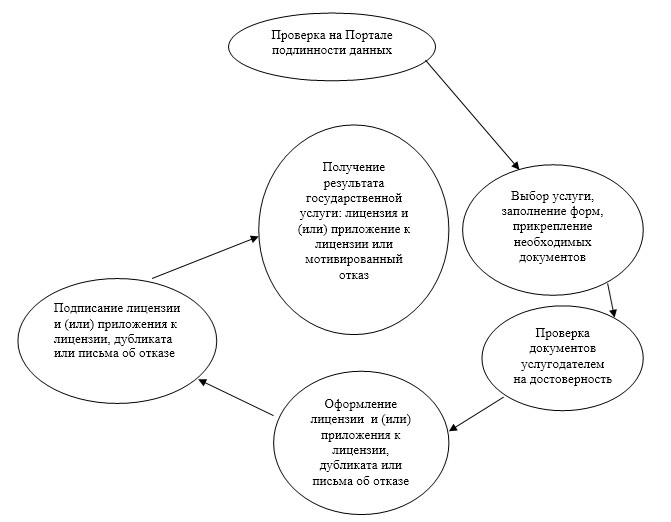 Проверка на Портале
подлинности данных
Выбор услуги,
заполнение форм,
прикрепление
необходимых
документов
Проверка
документов
услугодателем
на достоверность
Оформление
лицензии и (или)
приложения к
лицензии,
дубликата или
письма об отказе
Подписание лицензии
и (или) приложения к
лицензии, дубликата
или письма об отказе
Получение
результата
государственной
услуги: лицензия и
(или) приложение к
лицензии или
мотивированный
отказ